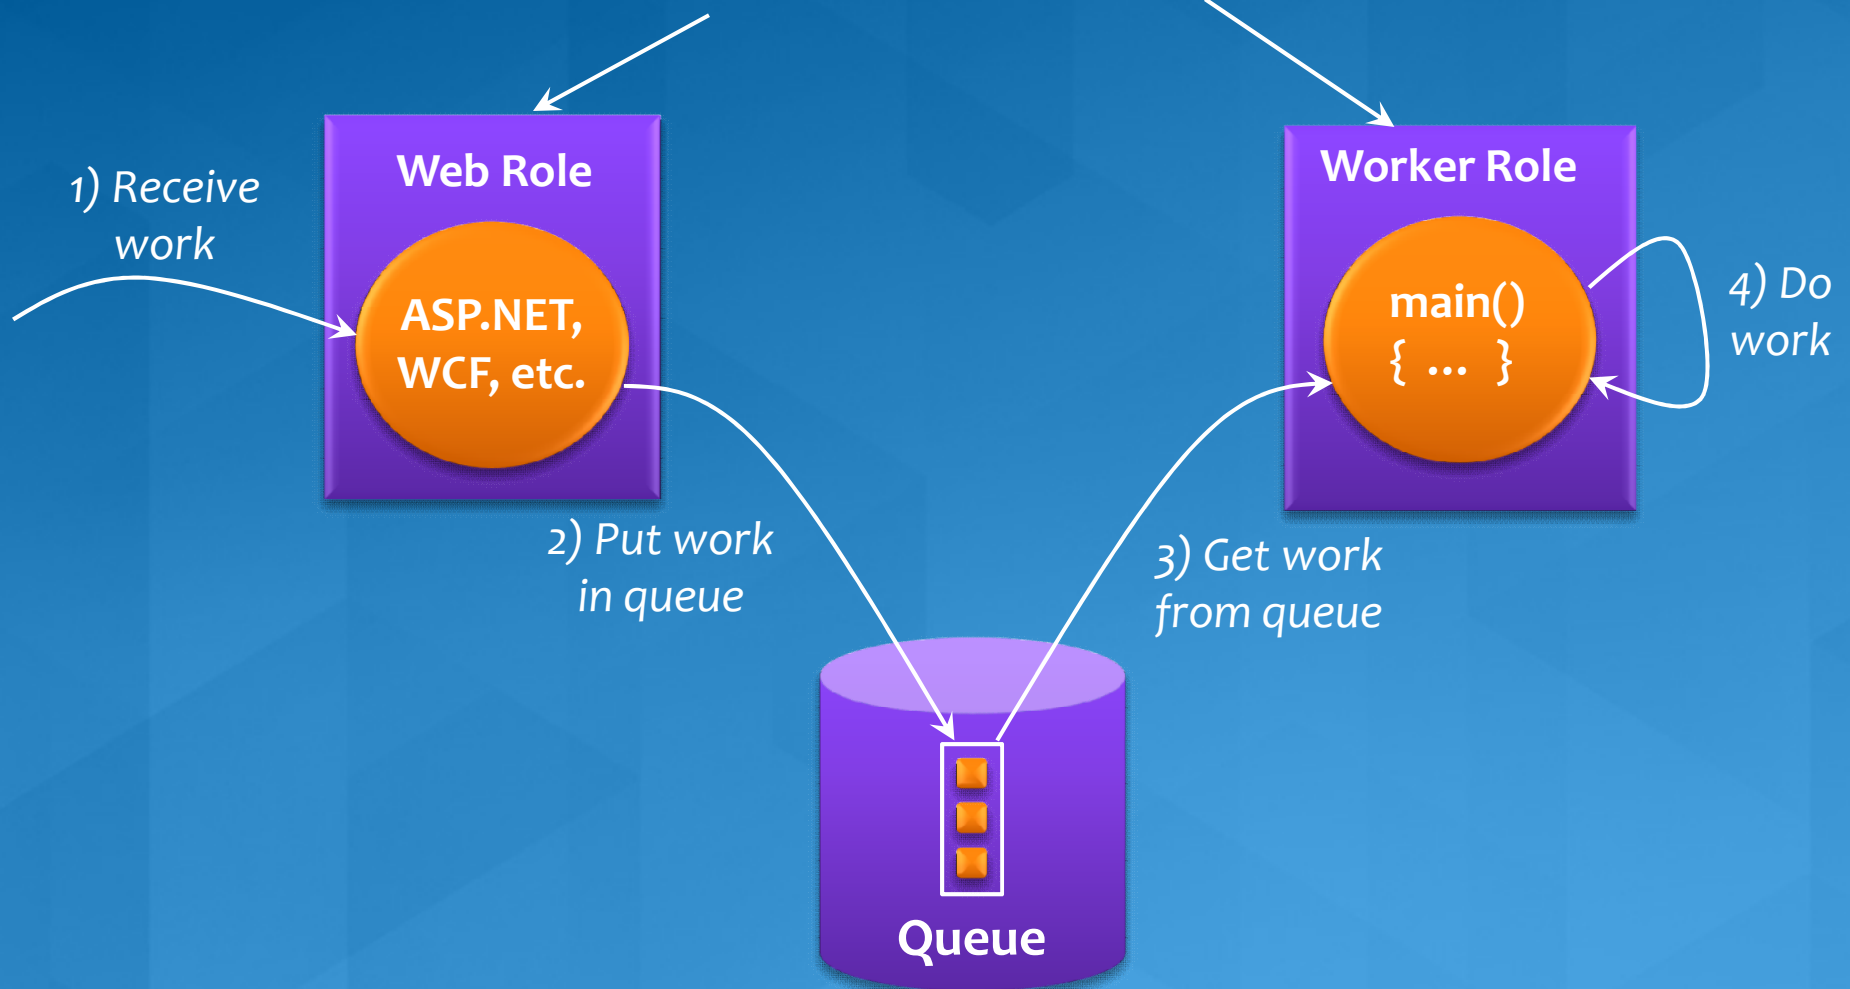 1) Receive
work
Web Role
ASP.NET,
WCF, etc.
2) Put work
in queue
Queue
3) Get work
from queue
Worker Role
main()
{ ... }
4) Do
work